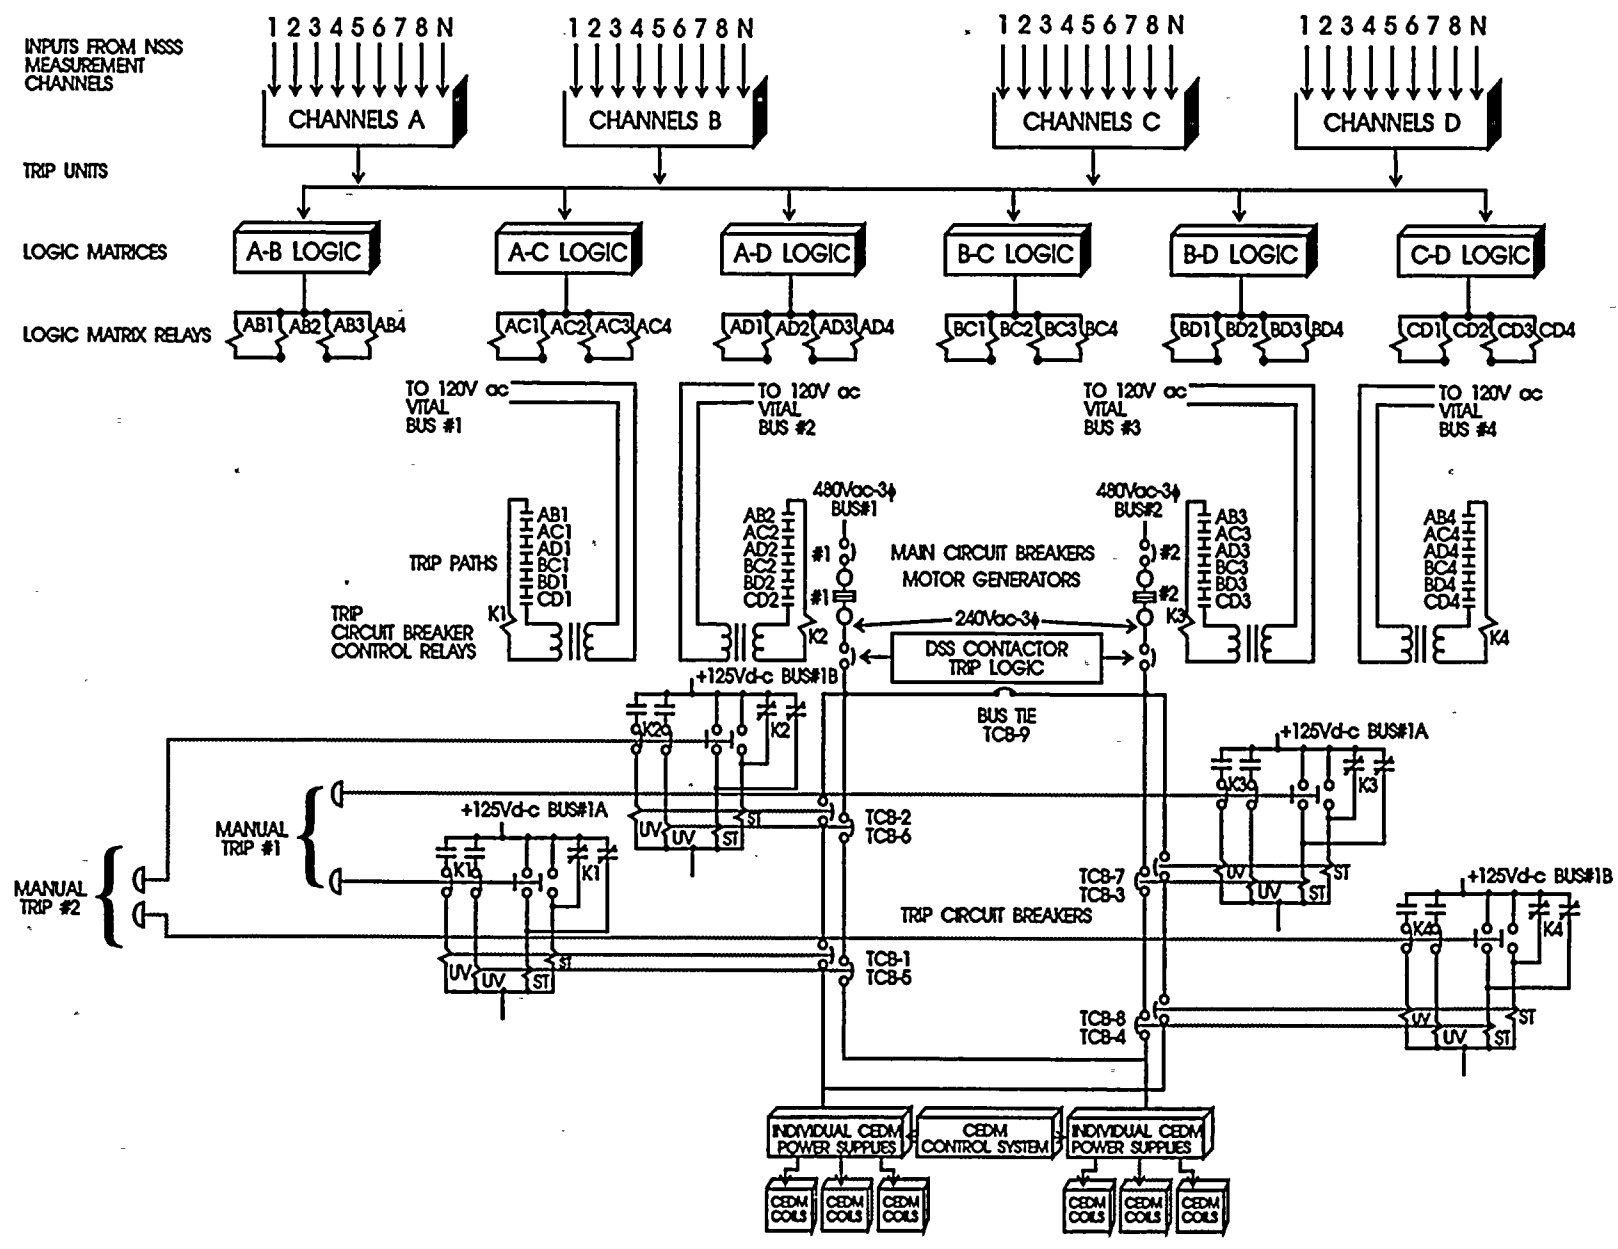 1 2 3 4 5 6 7 8 N
1 2 3 4 5 6 7 8 N
1 2 3 4 5 6 7 8 N
1 2 3 4 5 6 7 8 N
INPUTS FROM NSSS
MEASUREMENT
CHANNELS
CHANNELS A
CHANNELS B
CHANNELS C
CHANNELS D
TRIP UNITS
LOGIC MATRICES
A-B LOGIC
A-C LOGIC
A-D LOGIC
B-C LOGIC
B-D LOGIC
C-D LOGIC
LOGIC MATRIX RELAYS
AB1 AB2 AB3 AB4
AC1 AC2 AC3 AC4
AD1 AD2 AD3 AD4
BC1 BC2 BC3 BC4
BD1 BD2 BD3 BD4
CD1 CD2 CD3 CD4
TO 120V ac
VITAL
BUS #1
TO 120V ac
VITAL
BUS #2
TO 120V ac
VITAL
BUS #3
TO 120V ac
VITAL
BUS #4
TRIP PATHS
AB1
AC1
AD1
BC1
BD1
CD1
K1
AB2
AC2
AD2
BC2
BD2
CD2
K2
480Vac-3ϕ
BUS#1
#1
#1
MAIN CIRCUIT BREAKERS
MOTOR GENERATORS
240Vac-3ϕ
480Vac-3ϕ
BUS#2
#2
#2
AB3
AC3
AD3
BC3
BD3
CD3
K3
AB4
AC4
AD4
BC4
BD4
CD4
K4
TRIP
CIRCUIT BREAKER
CONTROL RELAYS
DSS CONTACTOR
TRIP LOGIC
+125Vd-c BUS#1B
K2
K2
UV
UV
ST
ST
BUS TIE
TCB-9
+125Vd-c BUS#1A
K3
K3
UV
UV
ST
ST
MANUAL
TRIP #1
+125Vd-c BUS#1A
K1
K1
UV
UV
ST
ST
TCB-2
TCB-6
TCB-7
TCB-3
MANUAL
TRIP #2
TRIP CIRCUIT BREAKERS
+125Vd-c BUS#1B
K4
K4
UV
UV
ST
ST
TCB-1
TCB-5
TCB-8
TCB-4
INDIVIDUAL CEDM
POWER SUPPLIES
CEDM
CONTROL SYSTEM
INDIVIDUAL CEDM
POWER SUPPLIES
CEDM
COILS
CEDM
COILS
CEDM
COILS
CEDM
COILS
CEDM
COILS
CEDM
COILS